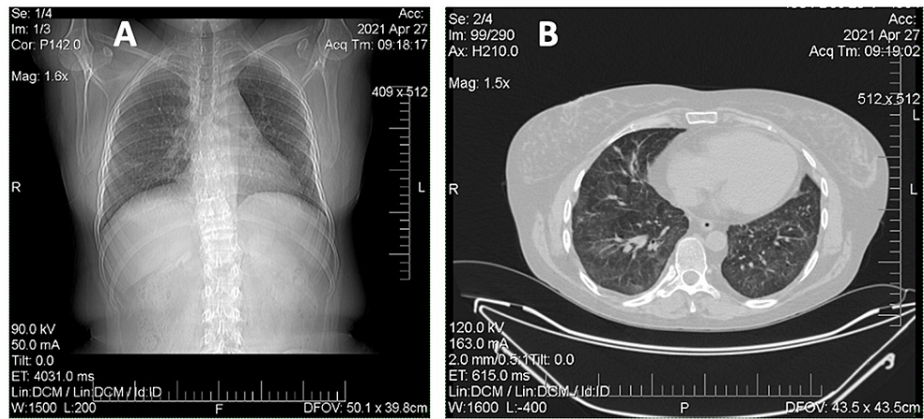 Se: 1/4
Im: 1/3
Cor: P142.0
Mag: 1.6x
A
Acc:
2021 Apr 27
Acq Tm: 09:18:17
409 x 512
R
L
90.0 kV
50.0 mA
Tilt: 0.0
ET: 4031.0 ms
Lin:DCM / Lin:DCM / Id:ID
W:1500 L:200
F
DFOV: 50.1 x 39.8cm
Se: 2/4
Im: 99/290
Ax: H210.0
Mag: 1.5x
B
Acc:
2021 Apr 27
Acq Tm: 09:19:02
512 x 512
L
R
L
120.0 kV
163.0 mA
2.0 mm/0.5:1Tilt: 0.0
ET: 615.0 ms
Lin:DCM / Lin:DCM / Id:ID
W:1600 L:-400
P
DFOV: 43.5 x 43.5cm